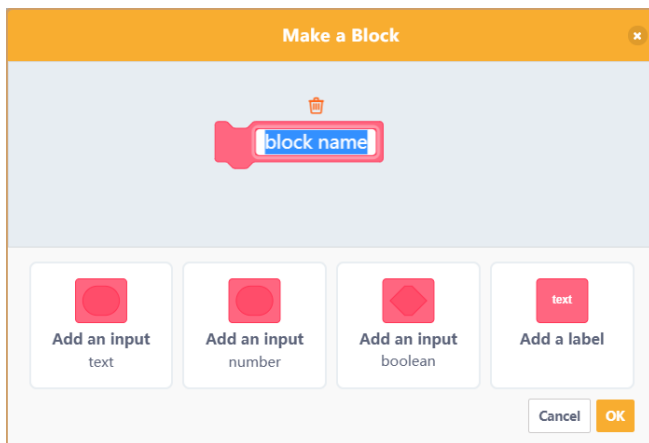 Make a Block
block name
Add an input
text
Add an input
number
Add an input
boolean
text
Add a label
Cancel
OK